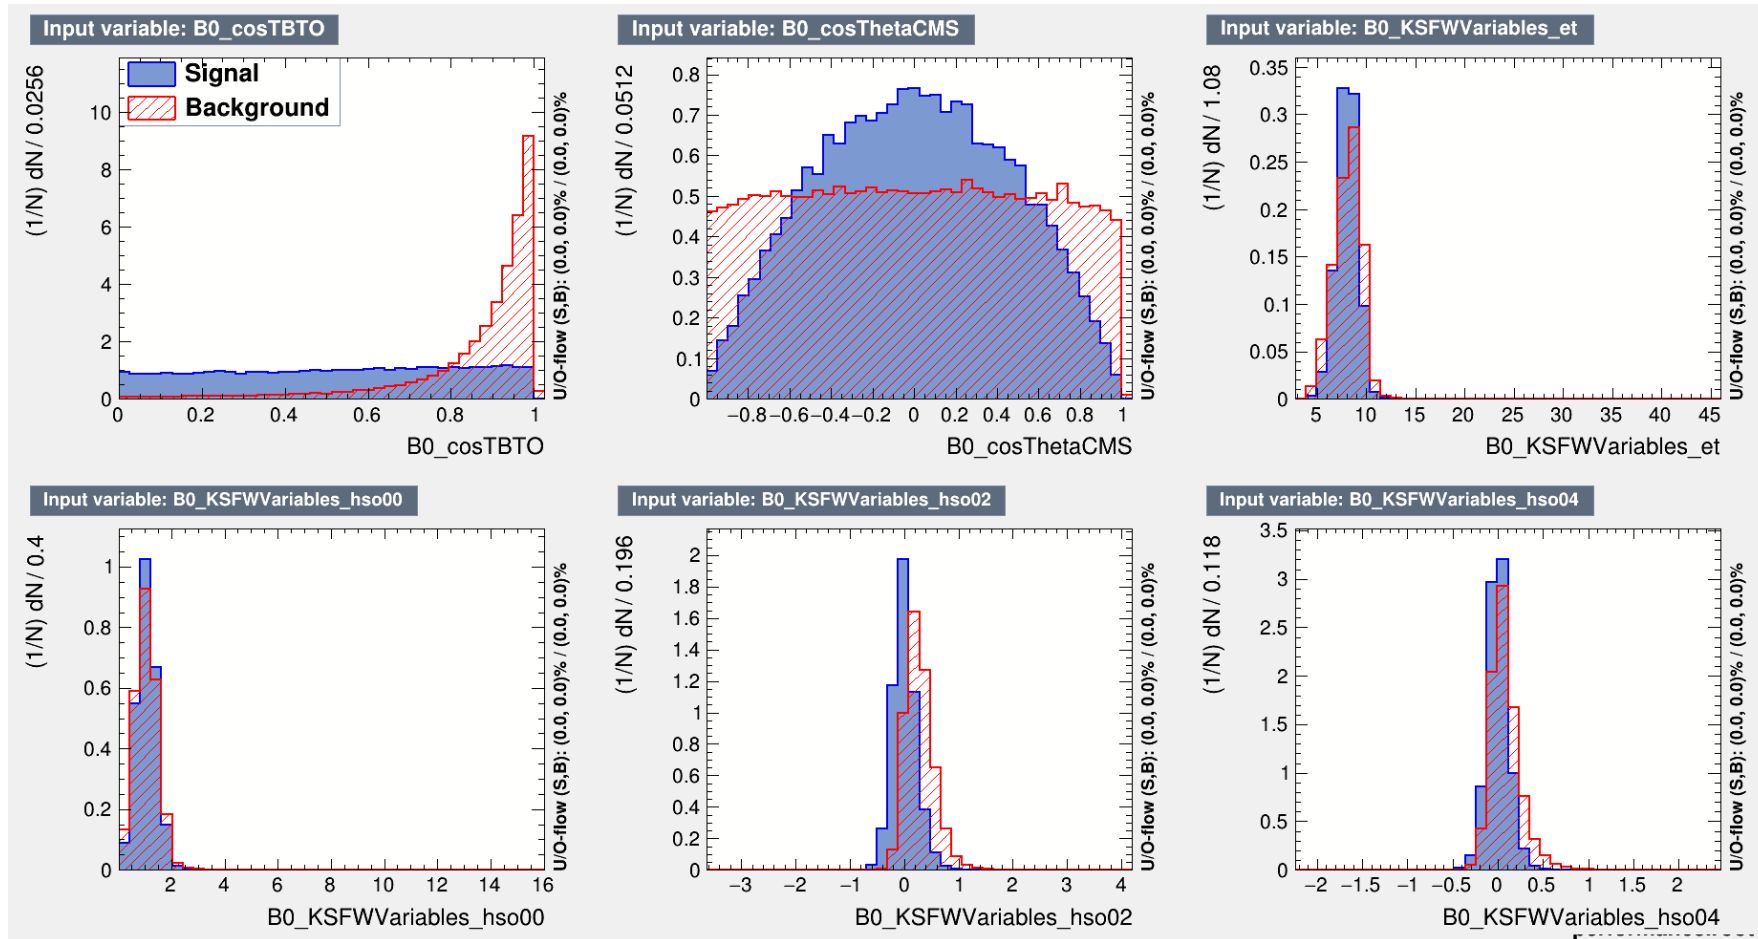 Input variable: B0_cosTBTO
(1/N) dN / 0.0256
Signal
Background
10
8
6
4
2
0
0 0.2 0.4 0.6 0.8 1
B0_cosTBTO
U/O-flow (S,B): (0.0, 0.0)% / (0.0, 0.0)%
Input variable: B0_cosThetaCMS
(1/N) dN / 0.0512
0.8
0.7
0.6
0.5
0.4
0.3
0.2
0.1
0
−0.8 −0.6 −0.4 −0.2 0 0.2 0.4 0.6 0.8 1
B0_cosThetaCMS
U/O-flow (S,B): (0.0, 0.0)% / (0.0, 0.0)%
Input variable: B0_KSFWVariables_et
(1/N) dN / 1.08
0.35
0.3
0.25
0.2
0.15
0.1
0.05
0
5 10 15 20 25 30 35 40 45
B0_KSFWVariables_et
U/O-flow (S,B): (0.0, 0.0)% / (0.0, 0.0)%
Input variable: B0_KSFWVariables_hso00
(1/N) dN / 0.4
1
0.8
0.6
0.4
0.2
0
2 4 6 8 10 12 14 16
B0_KSFWVariables_hso00
U/O-flow (S,B): (0.0, 0.0)% / (0.0, 0.0)%
Input variable: B0_KSFWVariables_hso02
(1/N) dN / 0.196
2
1.8
1.6
1.4
1.2
1
0.8
0.6
0.4
0.2
0
−3 −2 −1 0 1 2 3 4
B0_KSFWVariables_hso02
U/O-flow (S,B): (0.0, 0.0)% / (0.0, 0.0)%
Input variable: B0_KSFWVariables_hso04
(1/N) dN / 0.118
3.5
3
2.5
2
1.5
1
0.5
0
−2 −1.5 −1 −0.5 0 0.5 1 1.5 2
B0_KSFWVariables_hso04
U/O-flow (S,B): (0.0, 0.0)% / (0.0, 0.0)%